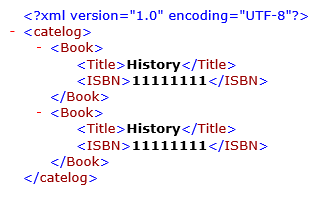 <?xml version="1.0" encoding="UTF-8"?>
- <catelog>
- <Book>
<Title>History</Title>
<ISBN>11111111</ISBN>
</Book>
- <Book>
<Title>History</Title>
<ISBN>11111111</ISBN>
</Book>
</catelog>